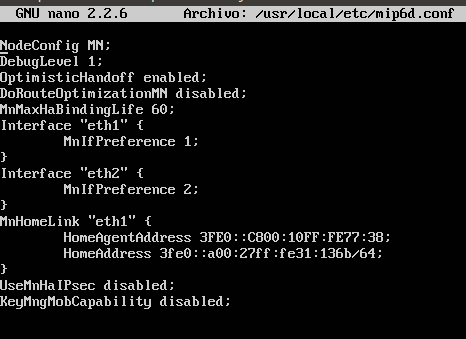 GNU nano 2.2.6 Archivo: /usr/local/etc/mip6d.conf
NodeConfig MN;
DebugLevel 1;
OptimisticHandoff enabled;
DoRouteOptimizationMN disabled;
MnMaxHaBindingLife 60;
Interface "eth1" {
MnIfPreference 1;
}
Interface "eth2" {
MnIfPreference 2;
}
MnHomeLink "eth1" {
HomeAgentAddress 3FE0::C800:10FF:FE77:38;
HomeAddress 3fe0::a00:27ff:fe31:136b/64;
}
UseMnHaIPsec disabled;
KeyMngMobCapability disabled;